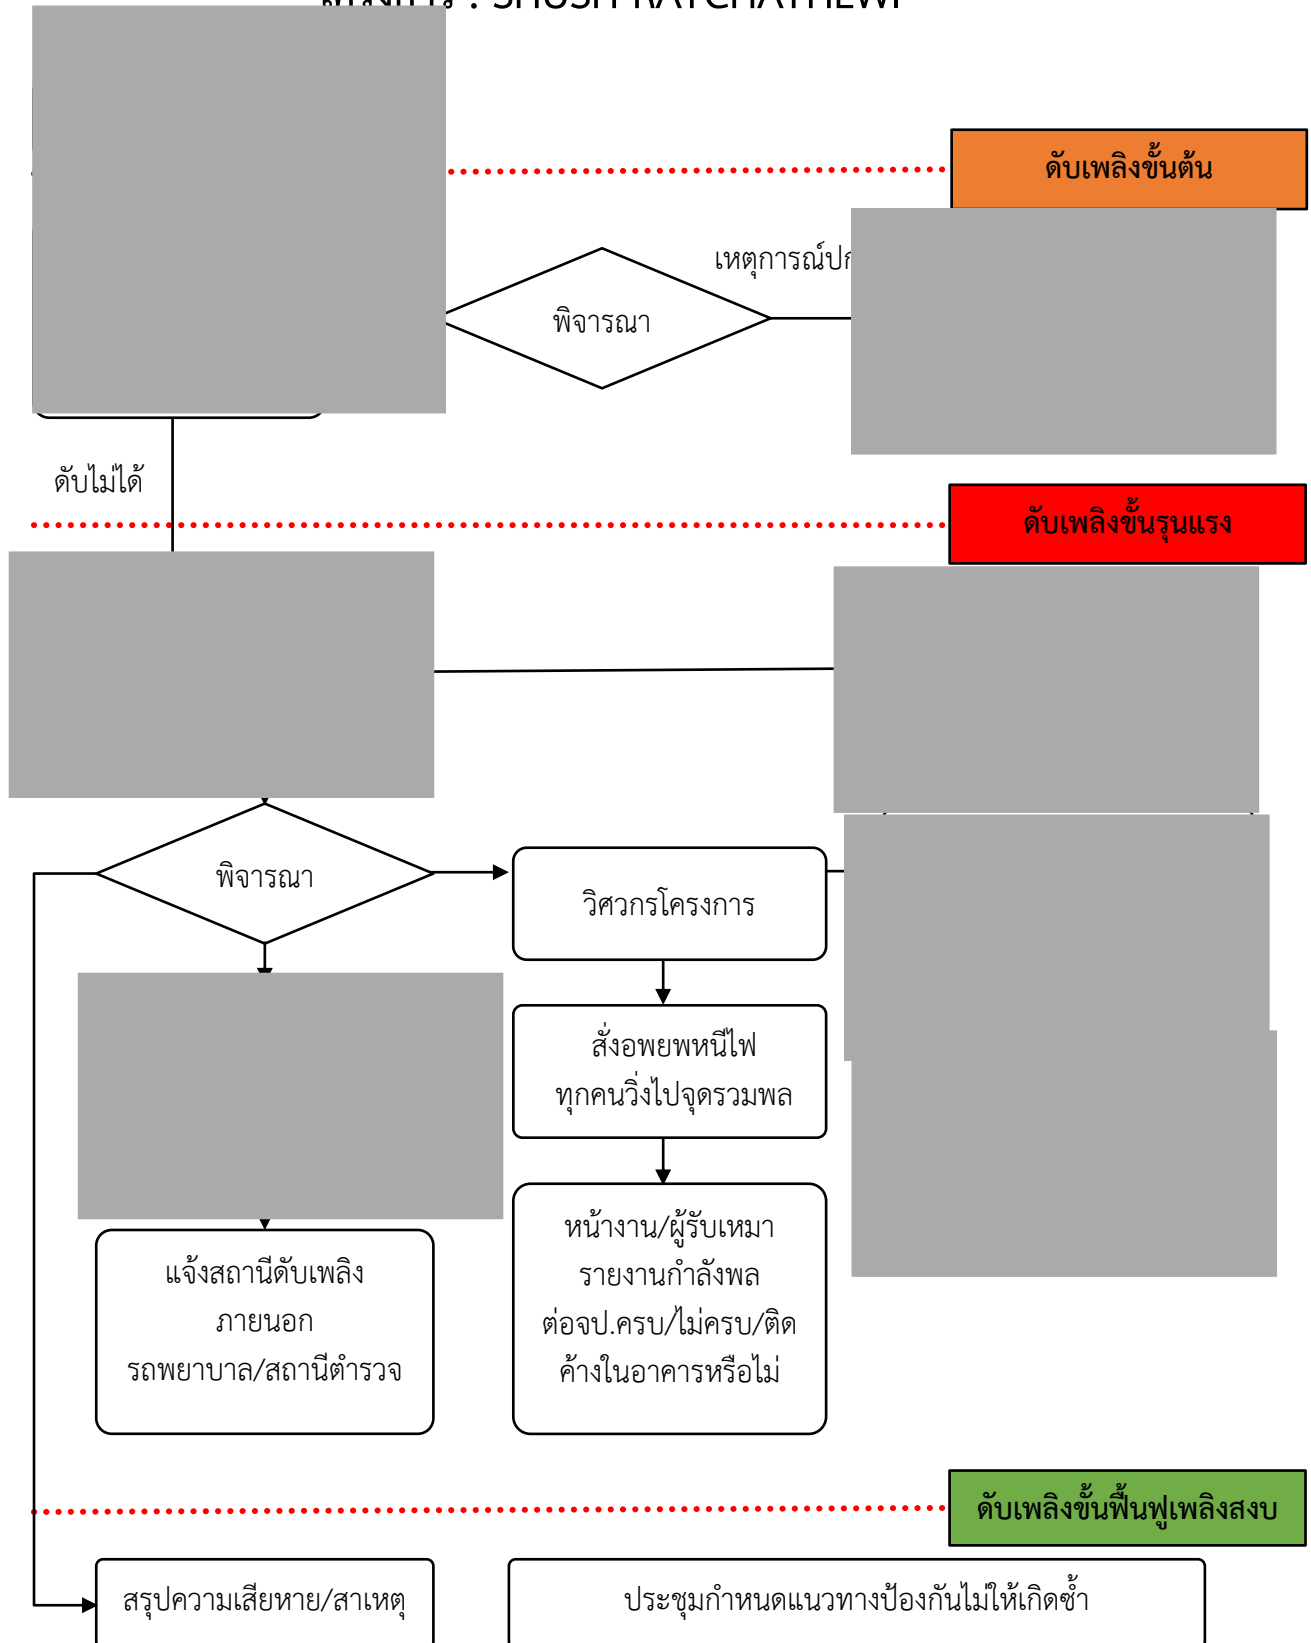 ดับเพลิงขั้นต้น
พิจารณา
ดับไม่ได้
ดับเพลิงขั้นรุนแรง
พิจารณา
วิศวกรโครงการ
สั่งอพยพหนีไฟ
ทุกคนวิ่งไปจุดรวมพล
แจ้งสถานีดับเพลิง
ภายนอก
รถพยาบาล/สถานีตำรวจ
หน้างาน/ผู้รับเหมา
รายงานกำลังพล
ต่อจป.ครบ/ไม่ครบ/ติด
ค้างในอาคารหรือไม่
ดับเพลิงขั้นฟื้นฟูเพลิงสงบ
สรุปความเสียหาย/สาเหตุ
ประชุมกำหนดแนวทางป้องกันไม่ให้เกิดซ้ำ